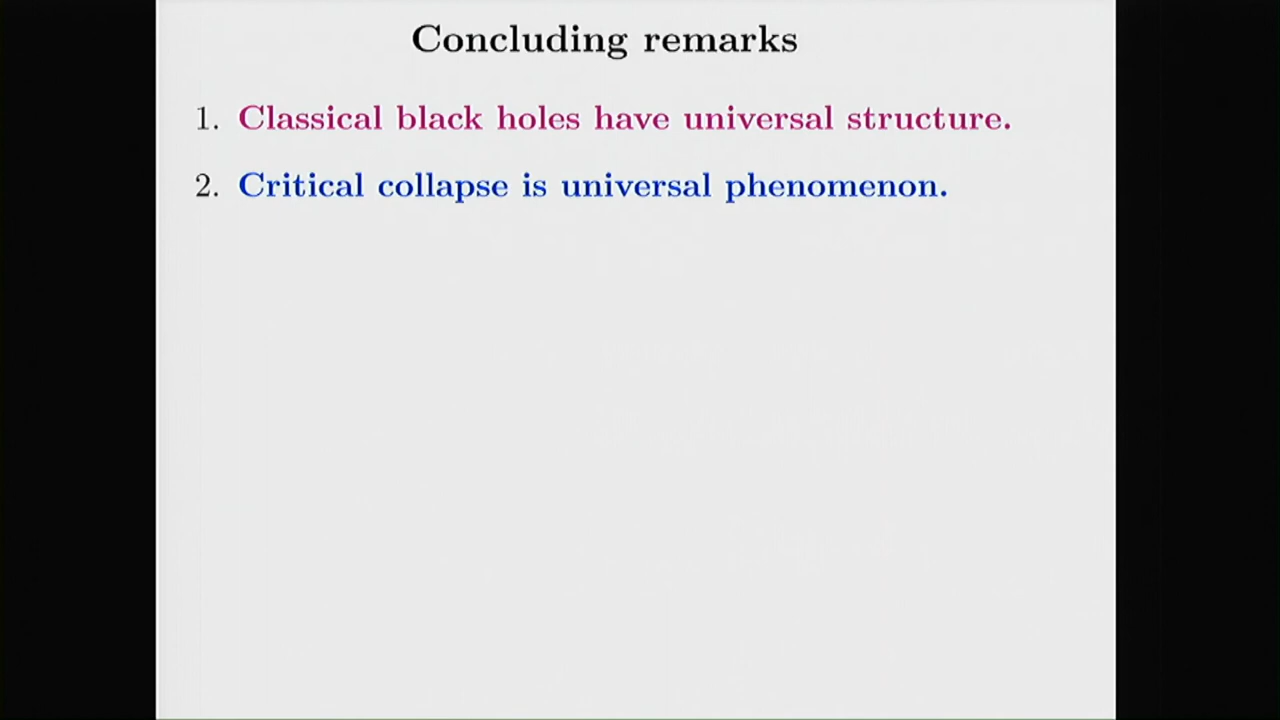 Concluding remarks
1. Classical black holes have universal structure.
2. Critical collapse is universal phenomenon.